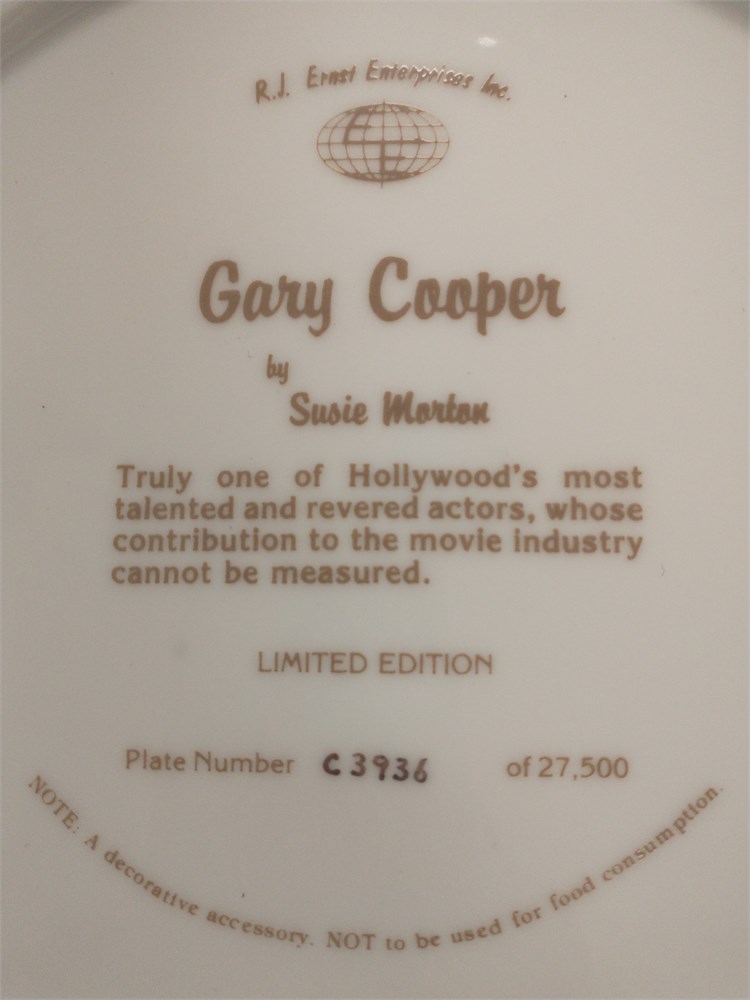 R.J. Ernst Enterprises Inc.
E
E
Gary Cooper
by
Susie Morton
Truly one of Hollywood's most
talented and revered actors, whose
contribution to the movie industry
cannot be measured.
LIMITED EDITION
Plate Number C3936 of 27,500
NOTE: A decorative accessory. NOT to be used for food consumption.